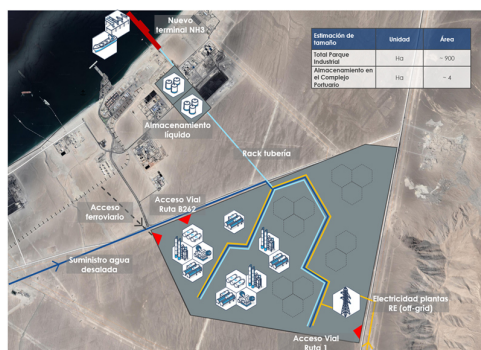 Nuevo
terminal NH3
Estimación de
tamaño
Unidad
Área
Total Parque
Industrial
Ha
~ 900
Almacenamiento en
el Complejo
Portuario
Ha
~ 4
Almacenamiento
líquido
Rack tubería
Acceso
ferroviario
Acceso Vial
Ruta B262
Suministro agua
desalada
Electricidad plantas
RE (off-grid)
Acceso Vial
Ruta 1